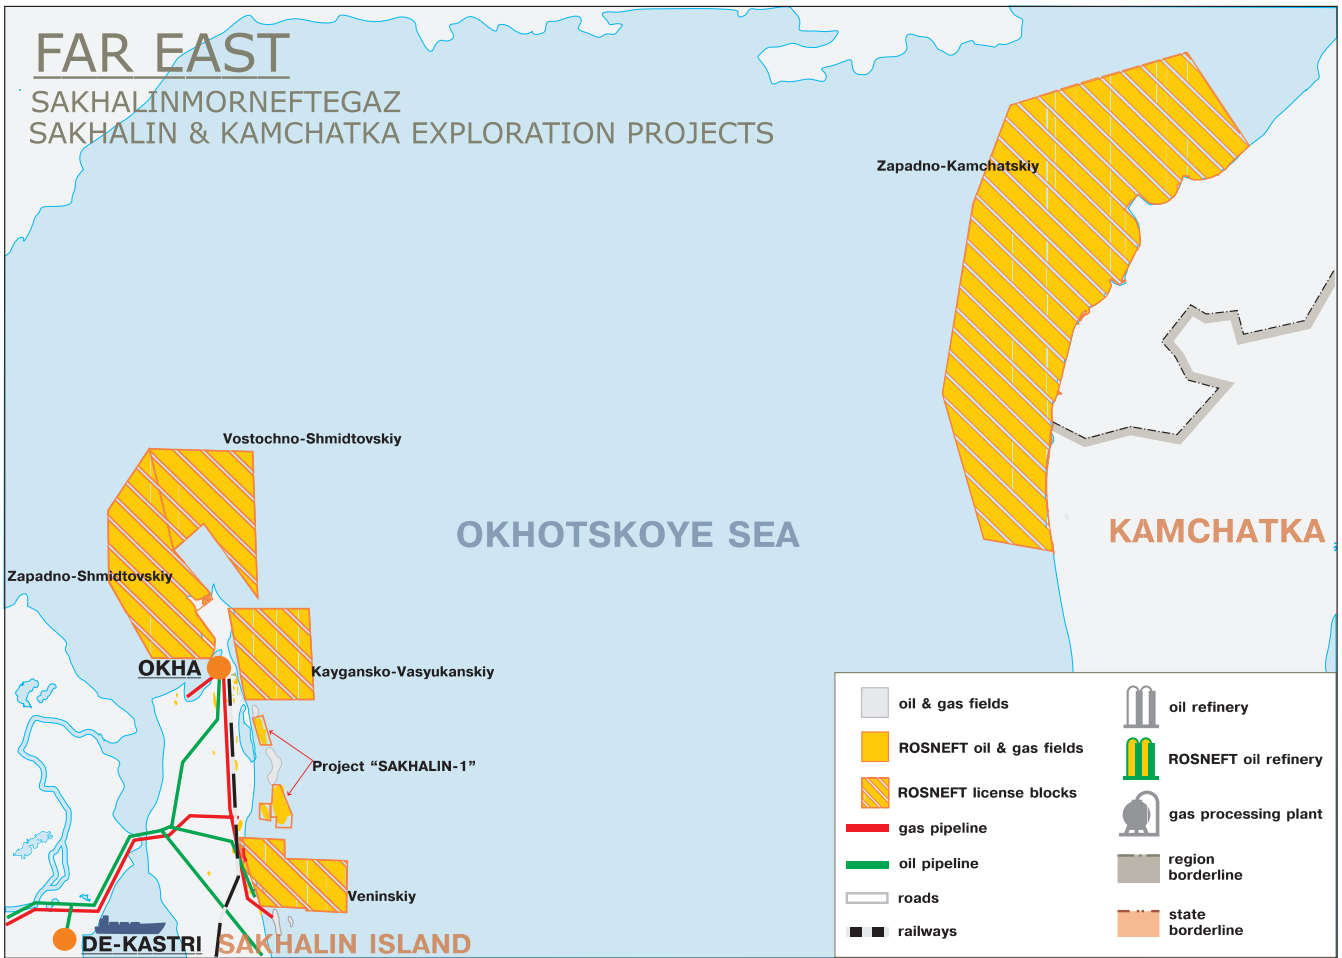 FAR EAST
SAKHALINMORNEFTEGAZ
SAKHALIN & KAMCHATKA EXPLORATION PROJECTS
Zapadno-Kamchatskiy
Vostochno-Shmidtovskiy
OKHOTSKOYE SEA
KAMCHATKA
Zapadno-Shmidtovskiy
OKHA
Kaygansko-Vasyukanskiy
Project “SAKHALIN-1”
Veninskiy
DE-KASTRI
SAKHALIN ISLAND
oil & gas fields
ROSNEFT oil & gas fields
ROSNEFT license blocks
gas pipeline
oil pipeline
roads
railways
oil refinery
ROSNEFT oil refinery
gas processing plant
region
borderline
state
borderline